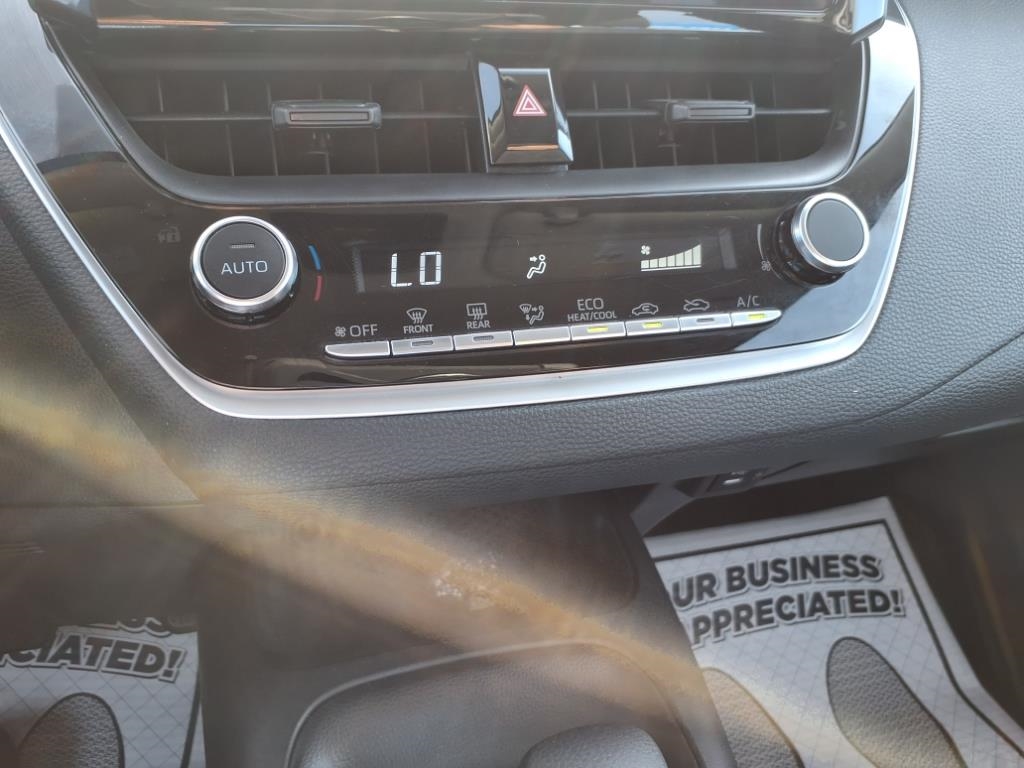 AUTO
LO
OFF
FRONT
REAR
ECO
HEAT/COOL
A/C
UR BUSINESS
PPRECIATED!
CIATED!